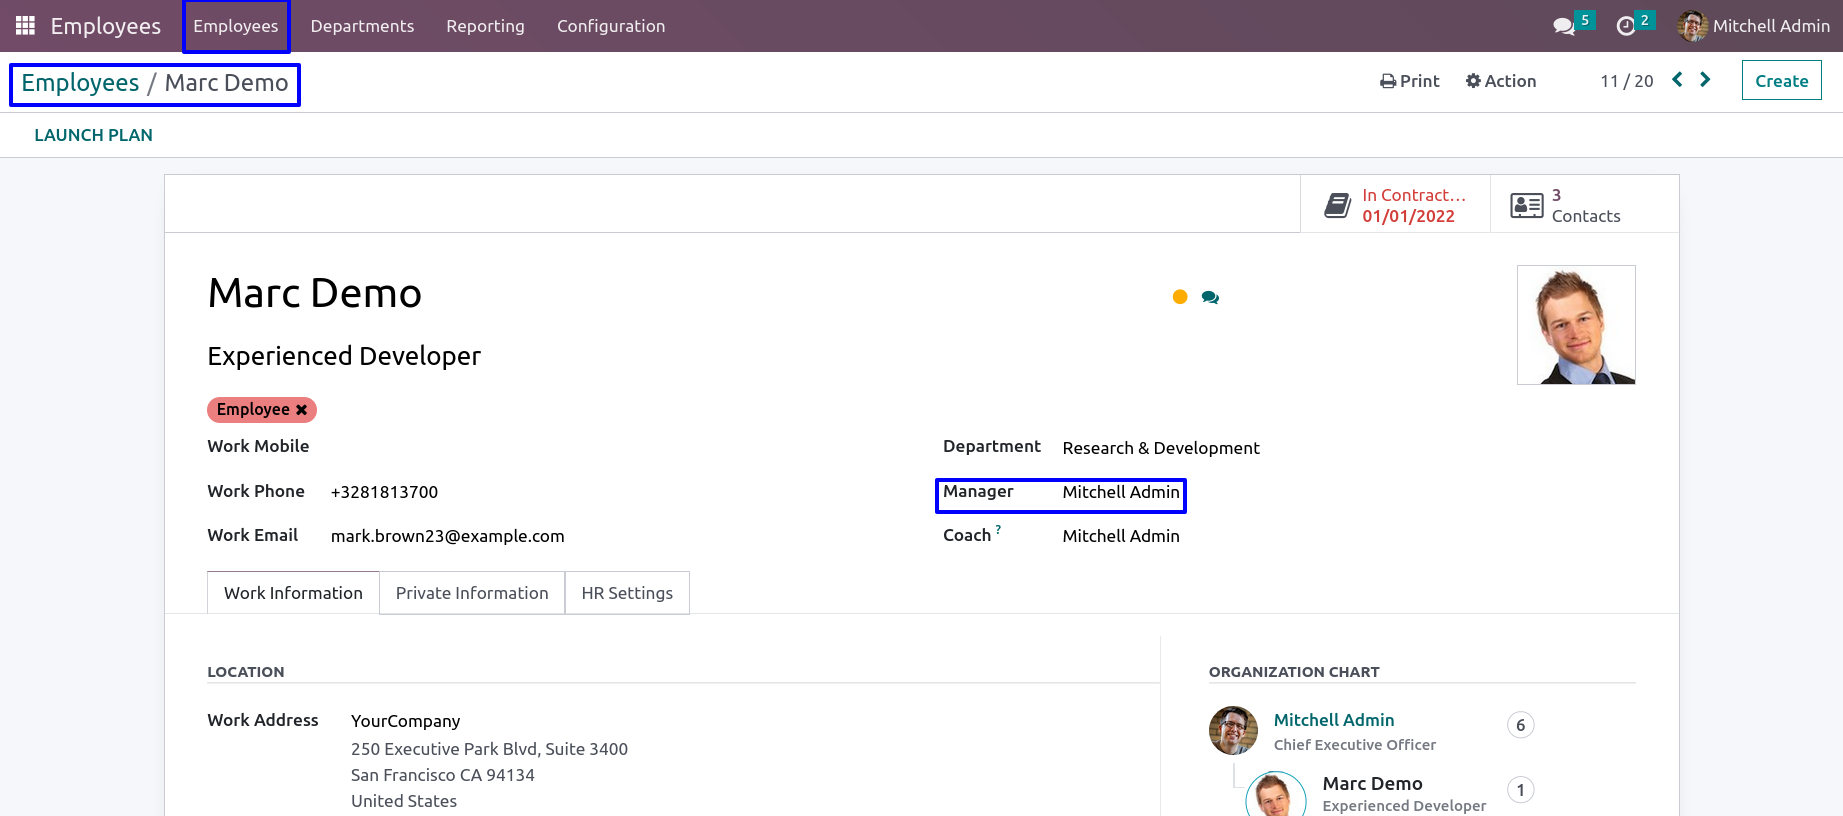 Employees Employees Departments Reporting Configuration 5 2 Mitchell Admin
Employees / Marc Demo Print Action 11 / 20 Create
LAUNCH PLAN
In Contract... 3
01/01/2022 Contacts
Marc Demo
Experienced Developer
Employee
Work Mobile
Work Phone +3281813700
Work Email mark.brown23@example.com
Department Research & Development
Manager Mitchell Admin
Coach ? Mitchell Admin
Work Information Private Information HR Settings
LOCATION
Work Address YourCompany
250 Executive Park Blvd, Suite 3400
San Francisco CA 94134
United States
ORGANIZATION CHART
Mitchell Admin 6
Chief Executive Officer
Marc Demo 1
Experienced Developer